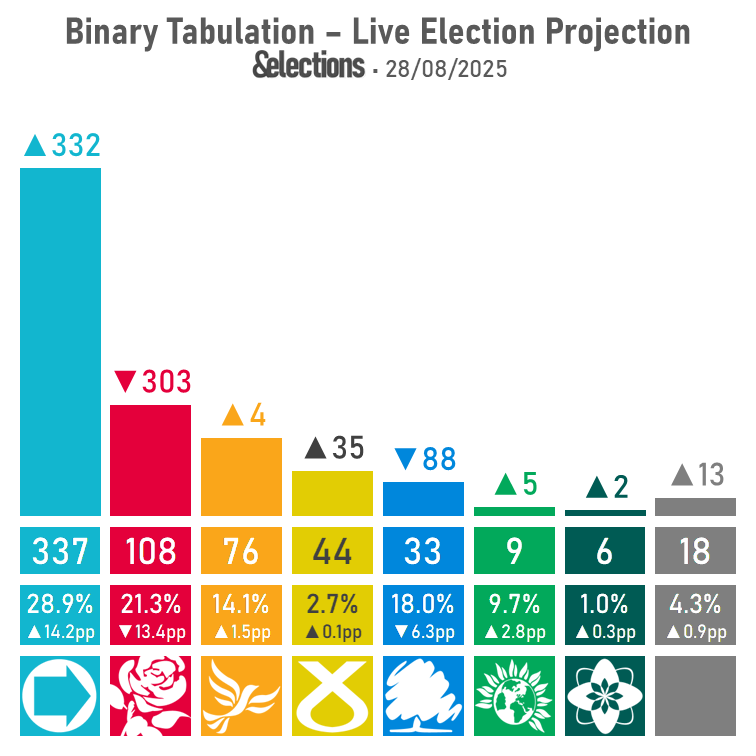 Binary Tabulation – Live Election Projection
&elections · 28/08/2025
▲332
▼303
▲4
▲35
▼88
▲5
▲2
▲13
337 108 76 44 33 9 6 18
28.9% 21.3% 14.1% 2.7% 18.0% 9.7% 1.0% 4.3%
▲14.2pp ▼13.4pp ▲1.5pp ▲0.1pp ▼6.3pp ▲2.8pp ▲0.3pp ▲0.9pp